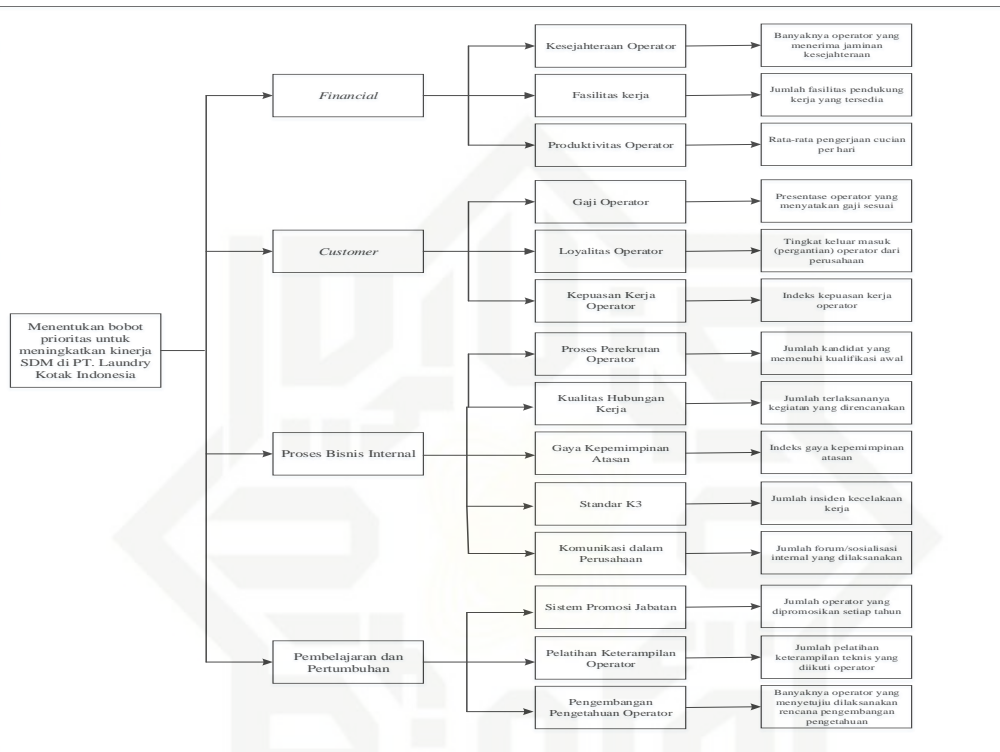 Menentukan bobot
prioritas untuk
meningkatkan kinerja
SDM di PT. Laundry
Kotak Indonesia
Financial
Kesejahteraan Operator
Banyaknya operator yang
menerima jaminan
kesejahteraan
Fasilitas kerja
Jumlah fasilitas pendukung
kerja yang tersedia
Produktivitas Operator
Rata-rata pengerjaan cucian
per hari
Customer
Gaji Operator
Presentase operator yang
menyatakan gaji sesuai
Loyalitas Operator
Tingkat keluar masuk
(pergantian) operator dari
perusahaan
Kepuasan Kerja
Operator
Indeks kepuasan kerja
operator
Proses Bisnis Internal
Proses Perekrutan
Operator
Jumlah kandidat yang
memenuhi kualifikasi awal
Kualitas Hubungan
Kerja
Jumlah terlaksananya
kegiatan yang direncanakan
Gaya Kepemimpinan
Atasan
Indeks gaya kepemimpinan
atasan
Standar K3
Jumlah insiden kecelakaan
kerja
Komunikasi dalam
Perusahaan
Jumlah forum/sosialisasi
internal yang dilaksanakan
Pembelajaran dan
Pertumbuhan
Sistem Promosi Jabatan
Jumlah operator yang
dipromosikan setiap tahun
Pelatihan Keterampilan
Operator
Jumlah pelatihan
keterampilan teknis yang
diikuti operator
Pengembangan
Pengetahuan Operator
Banyaknya operator yang
menyetujiu dilaksanakan
rencana pengembangan
pengetahuan